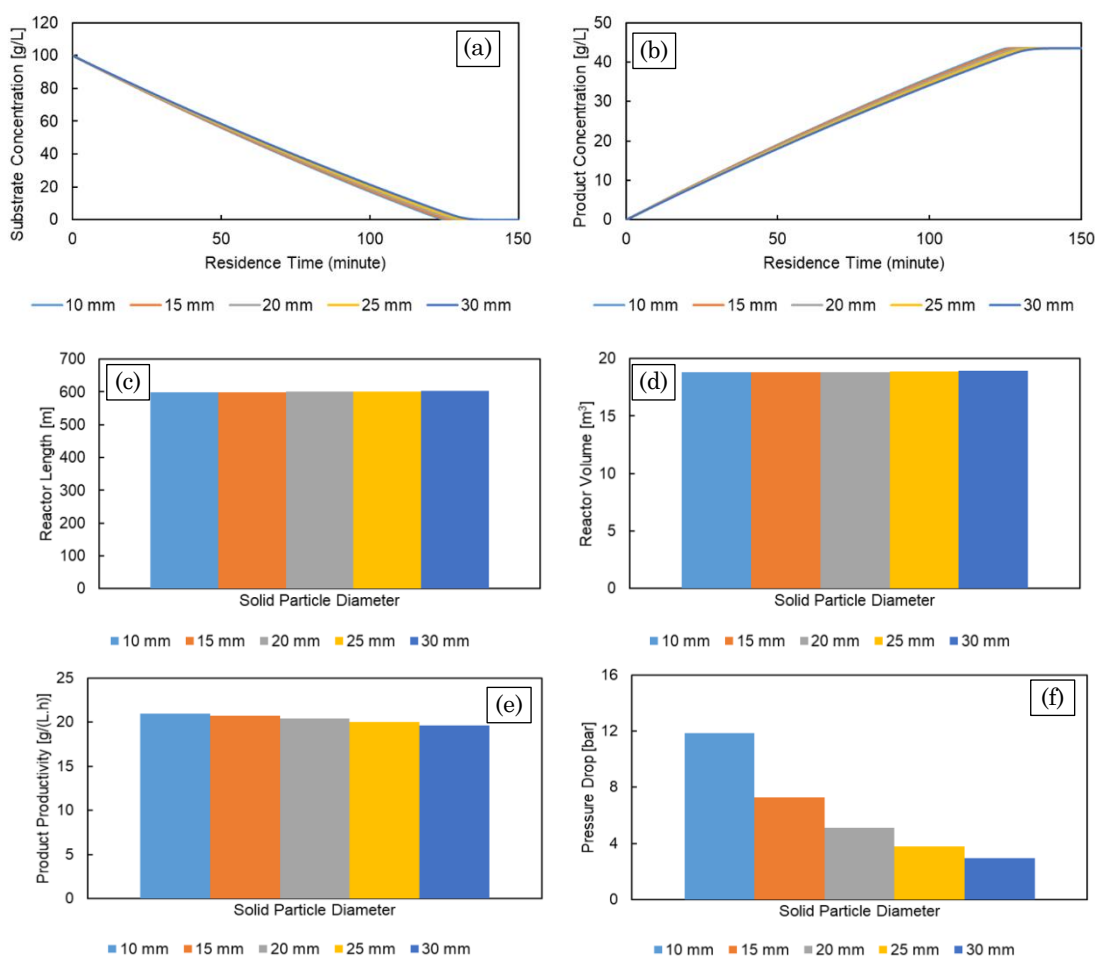 (a)
Substrate Concentration [g/L]
120
100
80
60
40
20
0
0 50 100 150
Residence Time (minute)
10 mm 15 mm 20 mm 25 mm 30 mm
(b)
Product Concentration [g/L]
50
40
30
20
10
0
0 50 100 150
Residence Time (minute)
10 mm 15 mm 20 mm 25 mm 30 mm
(c)
Reactor Length [m]
700
600
500
400
300
200
100
0
Solid Particle Diameter
10 mm 15 mm 20 mm 25 mm 30 mm
(d)
Reactor Volume [m³]
20
15
10
5
0
Solid Particle Diameter
10 mm 15 mm 20 mm 25 mm 30 mm
(e)
Product Productivity [g/(L.h)]
25
20
15
10
5
0
Solid Particle Diameter
10 mm 15 mm 20 mm 25 mm 30 mm
(f)
Pressure Drop [bar]
16
12
8
4
0
Solid Particle Diameter
10 mm 15 mm 20 mm 25 mm 30 mm